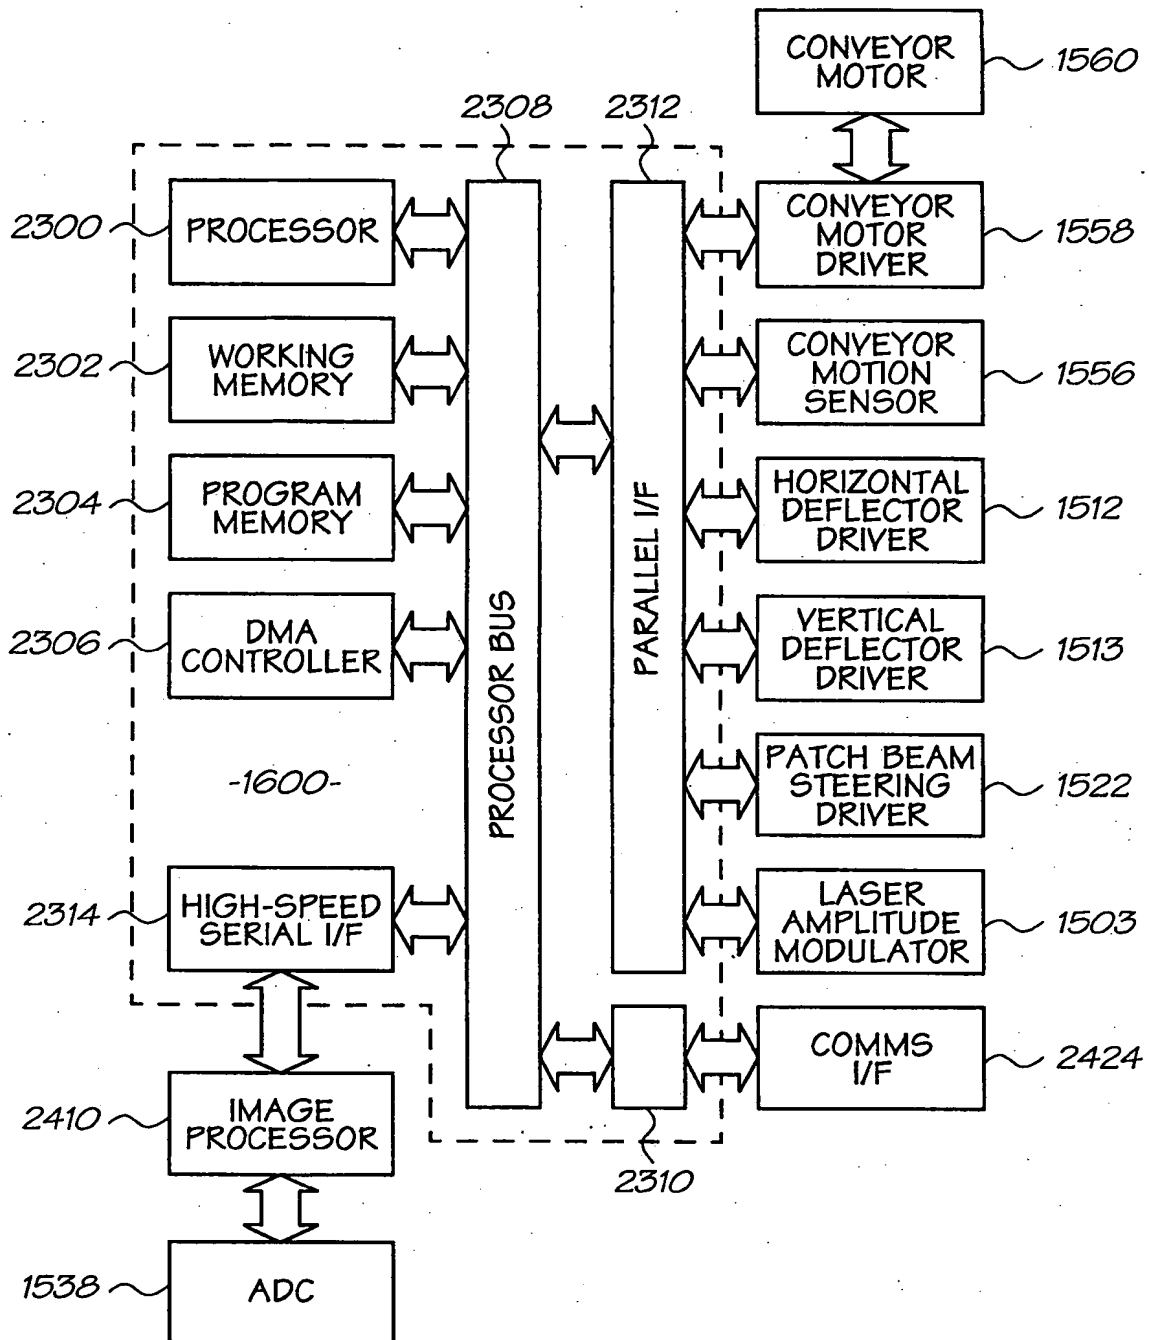 CONVEYOR
MOTOR
1560
2308
2312
2300
PROCESSOR
CONVEYOR
MOTOR
DRIVER
1558
2302
WORKING
MEMORY
CONVEYOR
MOTION
SENSOR
1556
2304
PROGRAM
MEMORY
HORIZONTAL
DEFLECTOR
DRIVER
1512
2306
DMA
CONTROLLER
PROCESSOR BUS
PARALLEL I/F
VERTICAL
DEFLECTOR
DRIVER
1513
-1600-
PATCH BEAM
STEERING
DRIVER
1522
2314
HIGH-SPEED
SERIAL I/F
LASER
AMPLITUDE
MODULATOR
1503
COMMS
I/F
2424
2410
IMAGE
PROCESSOR
2310
1538
ADC